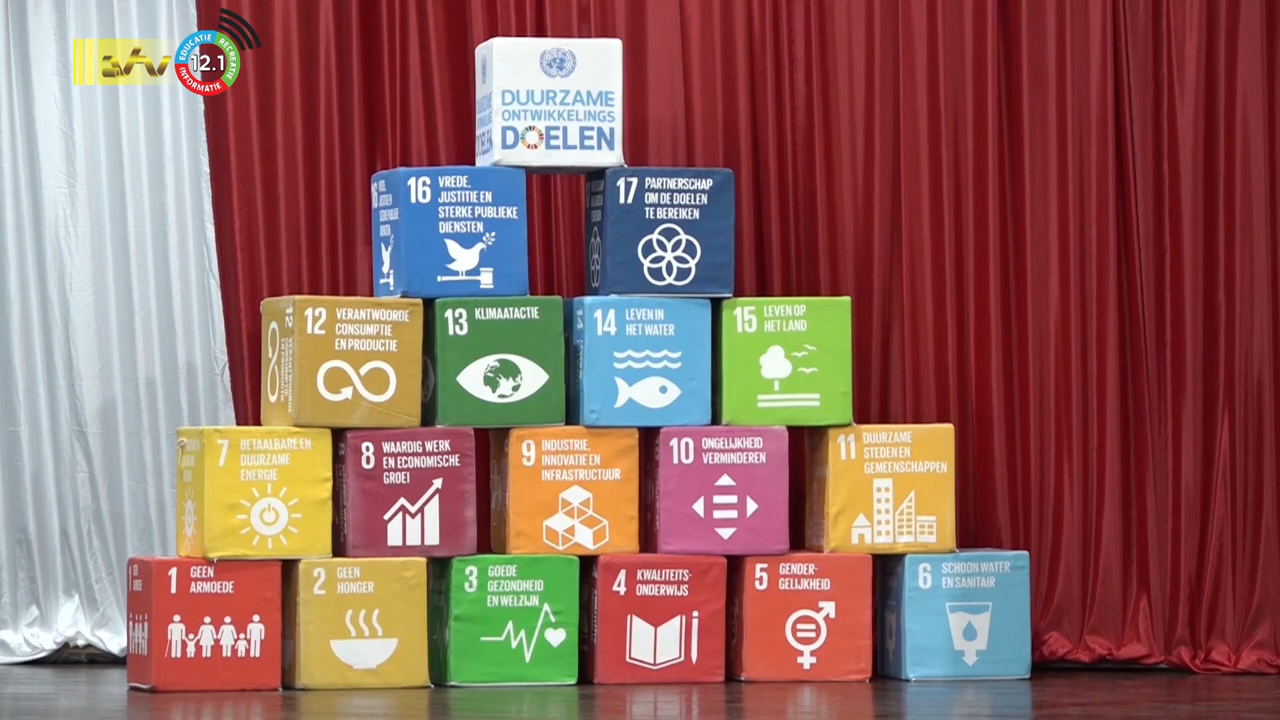 EDUCATIE
RECREATIE
INFORMATIE
12.1
DUURZAME
ONTWIKKELINGS
DOELEN
16 VREDE,
JUSTITIE EN
STERKE PUBLIEKE
DIENSTEN
17 PARTNERSCHAP
OM DE DOELEN
TE BEREIKEN
12 VERANTWOORDE
CONSUMPTIE
EN PRODUCTIE
13 KLIMAATACTIE
14 LEVEN IN
HET WATER
15 LEVEN OP
HET LAND
7 BETAALBARE EN
DUURZAME
ENERGIE
8 WAARDIG WERK
EN ECONOMISCHE
GROEI
9 INDUSTRIE,
INNOVATIE EN
INFRASTRUCTUUR
10 ONGELIJKHEID
VERMINDEREN
11 DUURZAME
STEDEN EN
GEMEENSCHAPPEN
1 GEEN
ARMOEDE
2 GEEN
HONGER
3 GOEDE
GEZONDHEID
EN WELZIJN
4 KWALITEITS-
ONDERWIJS
5 GENDER-
GELIJKHEID
6 SCHOON WATER
EN SANITAIR